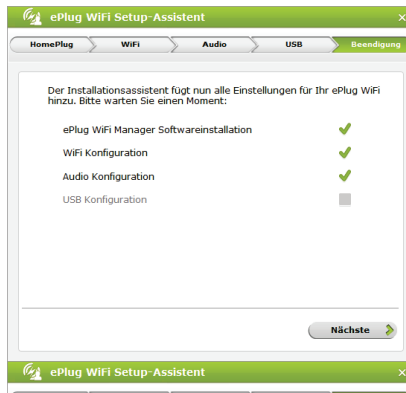 ePlug WiFi Setup-Assistent
HomePlug WiFi Audio USB Beendigung
Der Installationsassistent fügt nun alle Einstellungen für Ihr ePlug WiFi
hinzu. Bitte warten Sie einen Moment:
ePlug WiFi Manager Softwareinstallation
WiFi Konfiguration
Audio Konfiguration
USB Konfiguration
Nächste
ePlug WiFi Setup-Assistent